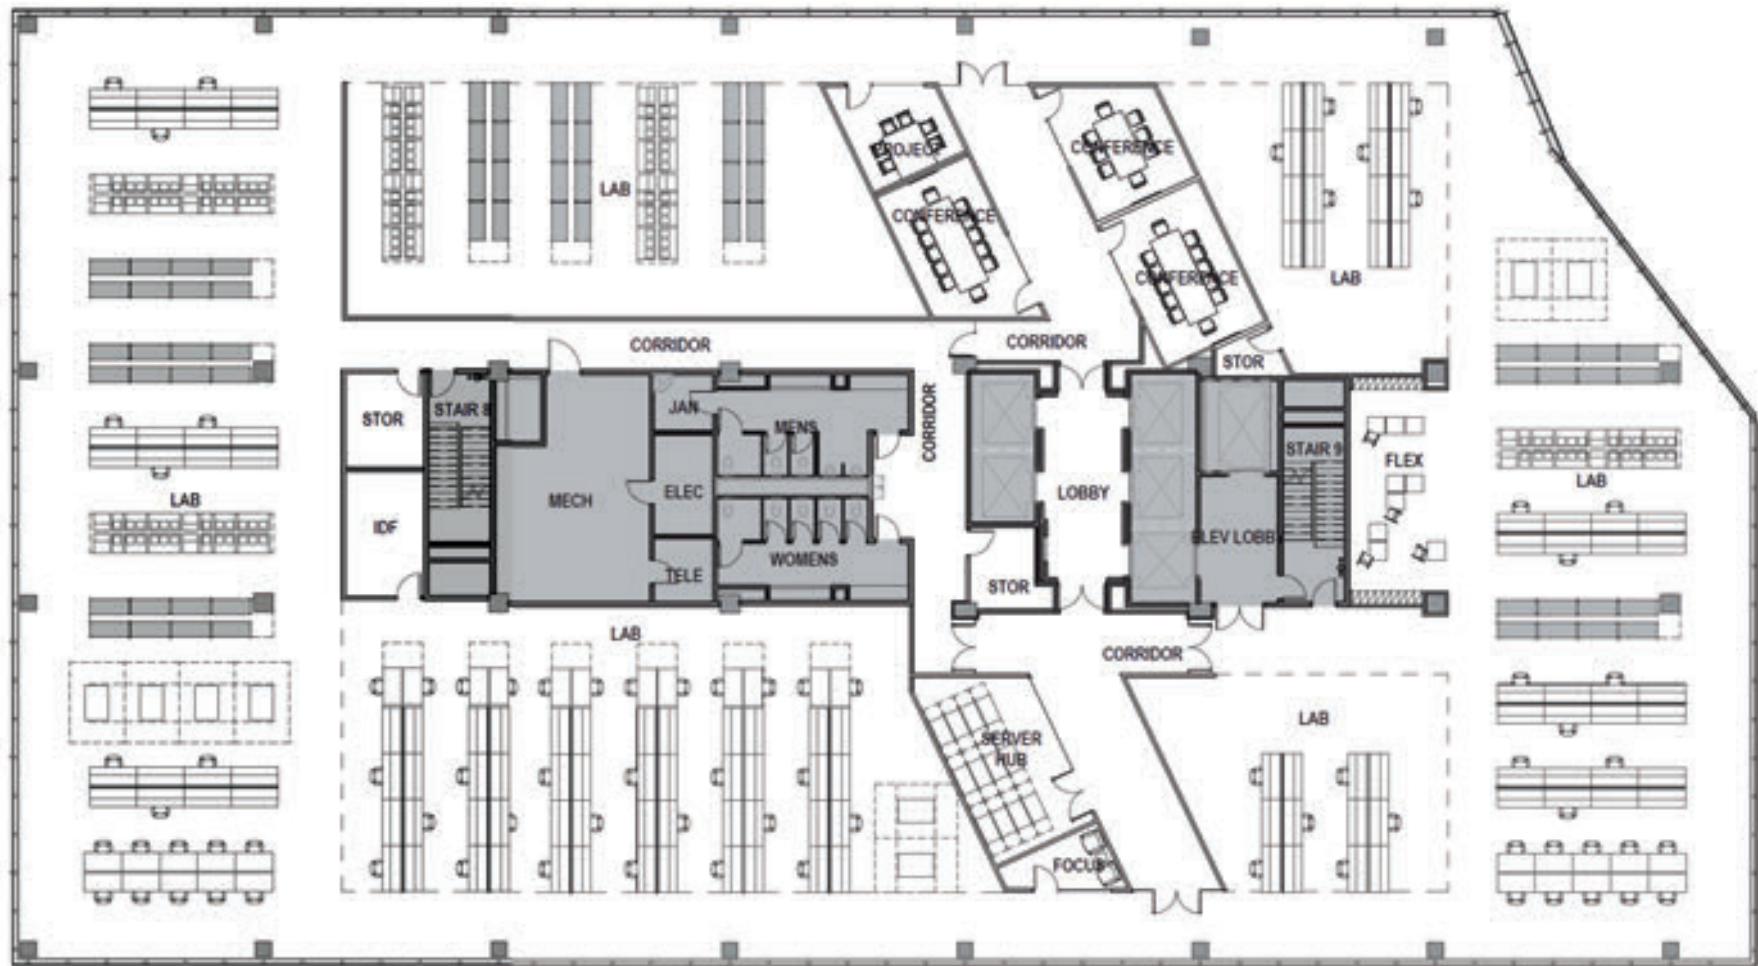 PROJECT
CONFERENCE
LAB
CONFERENCE
CONFERENCE
LAB
CORRIDOR
CORRIDOR
STOR
STOR
STAIR 8
JAN
MENS
CORRIDOR
STAIR 9
FLEX
LAB
MECH
ELEC
LOBBY
LAB
IDF
ELEV LOBBY
TELE
WOMENS
STOR
LAB
CORRIDOR
LAB
SERVER
HUB
FOCUS